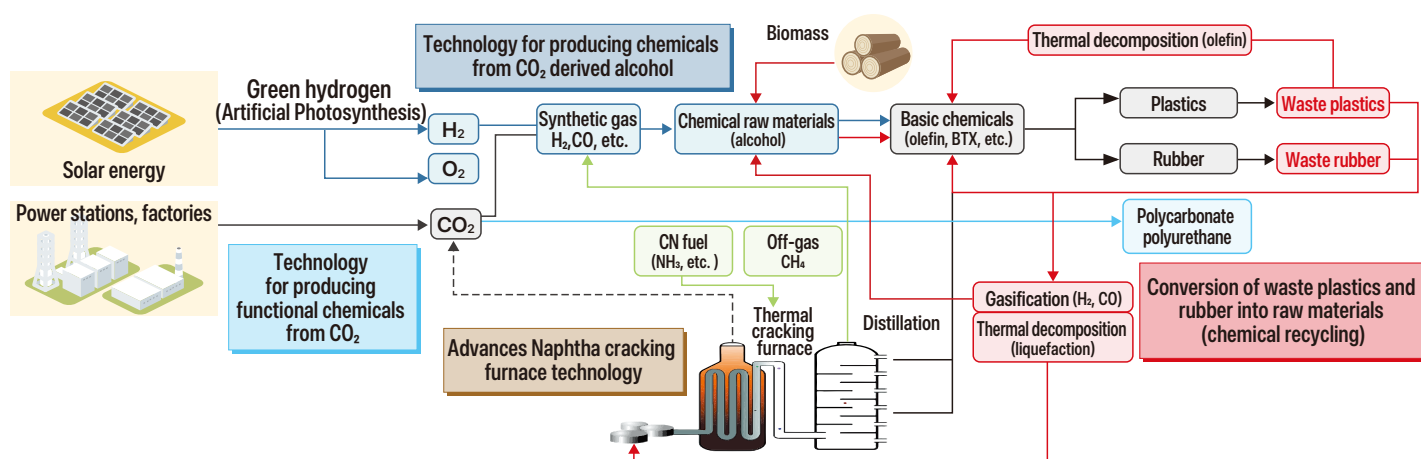 Technology for producing chemicals
from CO₂ derived alcohol
Biomass
Thermal decomposition (olefin)
Green hydrogen
(Artificial Photosynthesis)
Solar energy
H₂
O₂
Synthetic gas
H₂,CO, etc.
Chemical raw materials
(alcohol)
Basic chemicals
(olefin, BTX, etc.)
Plastics
Waste plastics
Rubber
Waste rubber
Power stations, factories
CO₂
Polycarbonate
polyurethane
Technology
for producing
functional chemicals
from CO₂
CN fuel
(NH₃, etc. )
Off-gas
CH₄
Thermal
cracking
furnace
Distillation
Gasification (H₂, CO)
Thermal decomposition
(liquefaction)
Conversion of waste plastics and
rubber into raw materials
(chemical recycling)
Advances Naphtha cracking
furnace technology